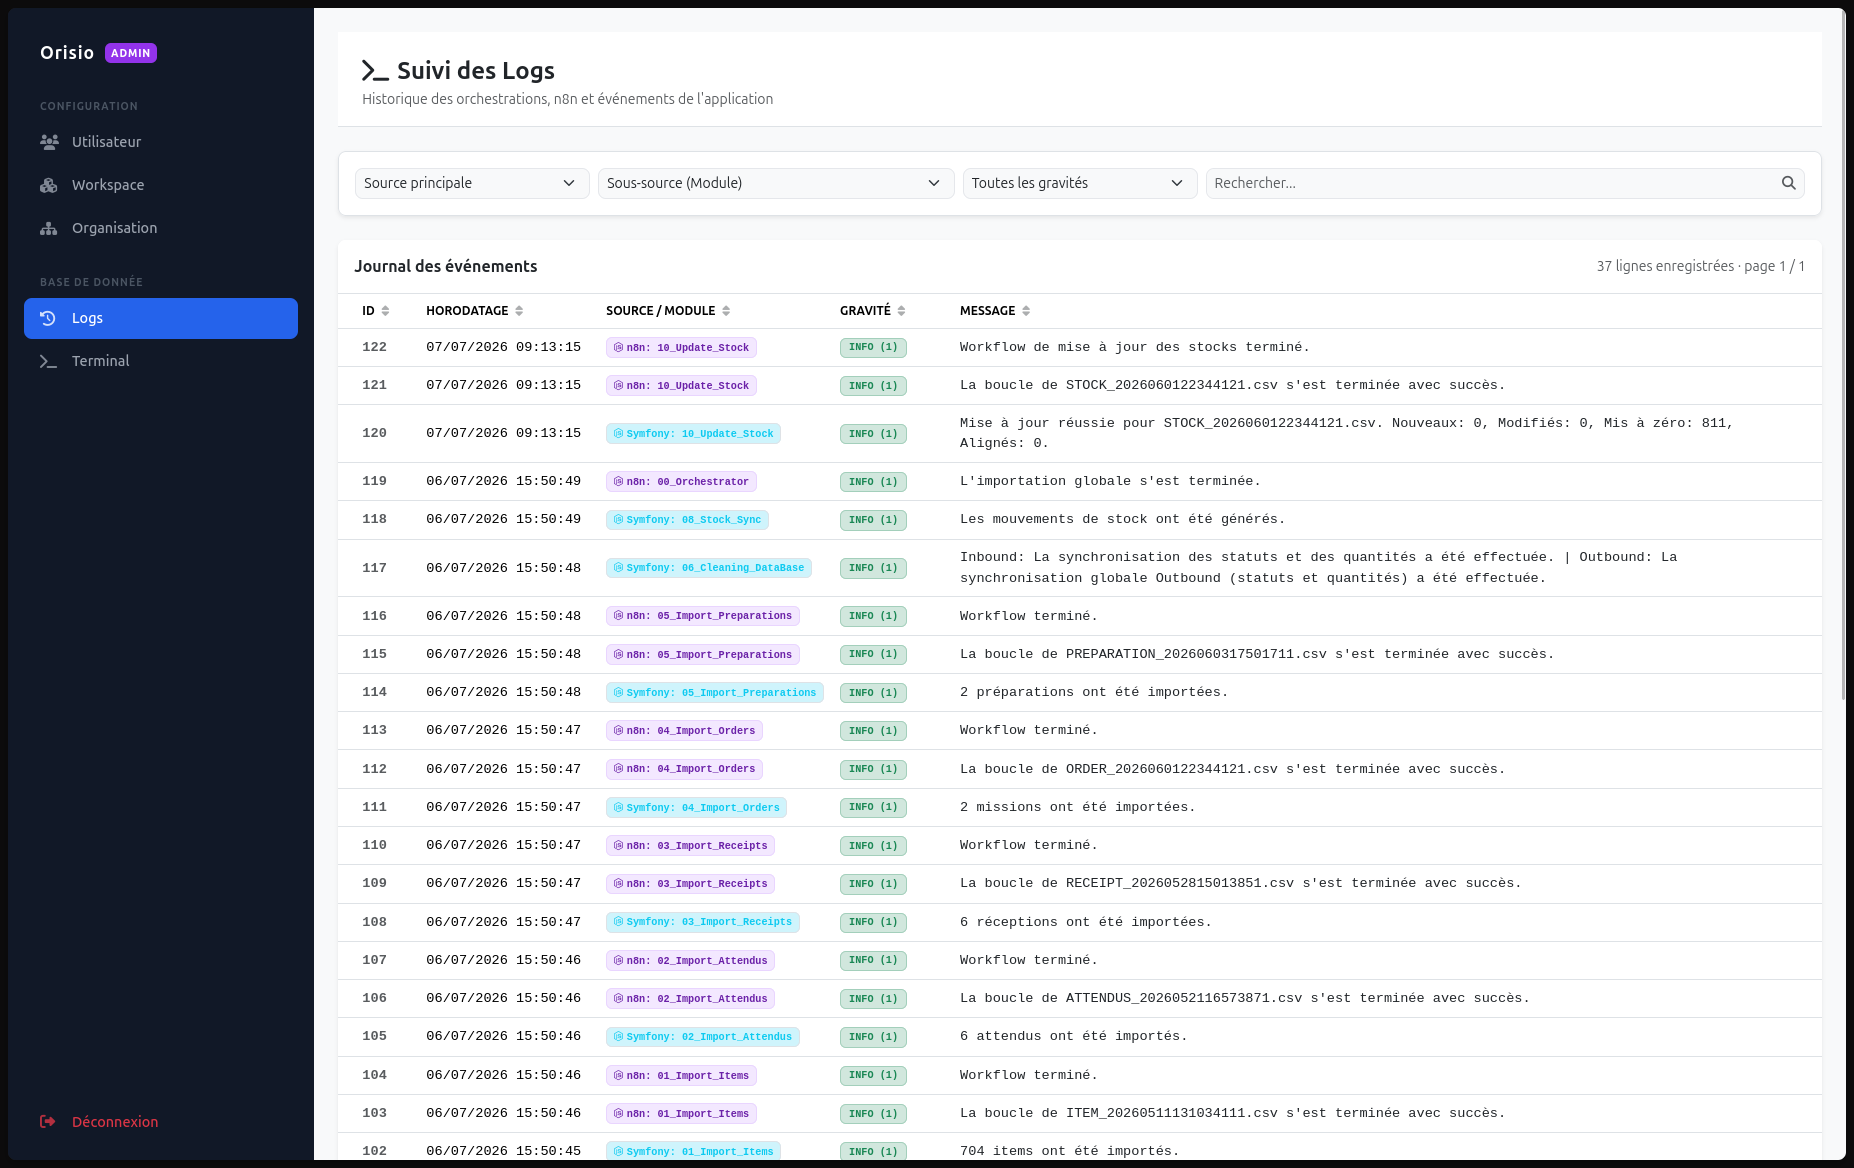 Orisio ADMIN
CONFIGURATION
Utilisateur
Workspace
Organisation
BASE DE DONNÉE
Logs
Terminal
Déconnexion
Suivi des Logs
Historique des orchestrations, n8n et événements de l'application
Source principale Sous-source (Module) Toutes les gravités Rechercher...
Journal des événements 37 lignes enregistrées · page 1 / 1
ID HORODATAGE SOURCE / MODULE GRAVITÉ MESSAGE
122 07/07/2026 09:13:15 n8n: 10_Update_Stock INFO (1) Workflow de mise à jour des stocks terminé.
121 07/07/2026 09:13:15 n8n: 10_Update_Stock INFO (1) La boucle de STOCK_2026060122344121.csv s'est terminée avec succès.
120 07/07/2026 09:13:15 Symfony: 10_Update_Stock INFO (1) Mise à jour réussie pour STOCK_2026060122344121.csv. Nouveaux: 0, Modifiés: 0, Mis à zéro: 811,
Alignés: 0.
119 06/07/2026 15:50:49 n8n: 00_Orchestrator INFO (1) L'importation globale s'est terminée.
118 06/07/2026 15:50:49 Symfony: 08_Stock_Sync INFO (1) Les mouvements de stock ont été générés.
117 06/07/2026 15:50:48 Symfony: 06_Cleaning_DataBase INFO (1) Inbound: La synchronisation des statuts et des quantités a été effectuée. | Outbound: La
synchronisation globale Outbound (statuts et quantités) a été effectuée.
116 06/07/2026 15:50:48 n8n: 05_Import_Preparations INFO (1) Workflow terminé.
115 06/07/2026 15:50:48 n8n: 05_Import_Preparations INFO (1) La boucle de PREPARATION_2026060317501711.csv s'est terminée avec succès.
114 06/07/2026 15:50:48 Symfony: 05_Import_Preparations INFO (1) 2 préparations ont été importées.
113 06/07/2026 15:50:47 n8n: 04_Import_Orders INFO (1) Workflow terminé.
112 06/07/2026 15:50:47 n8n: 04_Import_Orders INFO (1) La boucle de ORDER_2026060122344121.csv s'est terminée avec succès.
111 06/07/2026 15:50:47 Symfony: 04_Import_Orders INFO (1) 2 missions ont été importées.
110 06/07/2026 15:50:47 n8n: 03_Import_Receipts INFO (1) Workflow terminé.
109 06/07/2026 15:50:47 n8n: 03_Import_Receipts INFO (1) La boucle de RECEIPT_2026052815013851.csv s'est terminée avec succès.
108 06/07/2026 15:50:47 Symfony: 03_Import_Receipts INFO (1) 6 réceptions ont été importées.
107 06/07/2026 15:50:46 n8n: 02_Import_Attendus INFO (1) Workflow terminé.
106 06/07/2026 15:50:46 n8n: 02_Import_Attendus INFO (1) La boucle de ATTENDUS_2026052116573871.csv s'est terminée avec succès.
105 06/07/2026 15:50:46 Symfony: 02_Import_Attendus INFO (1) 6 attendus ont été importés.
104 06/07/2026 15:50:46 n8n: 01_Import_Items INFO (1) Workflow terminé.
103 06/07/2026 15:50:46 n8n: 01_Import_Items INFO (1) La boucle de ITEM_20260511131034111.csv s'est terminée avec succès.
102 06/07/2026 15:50:45 Symfony: 01_Import_Items INFO (1) 704 items ont été importés.